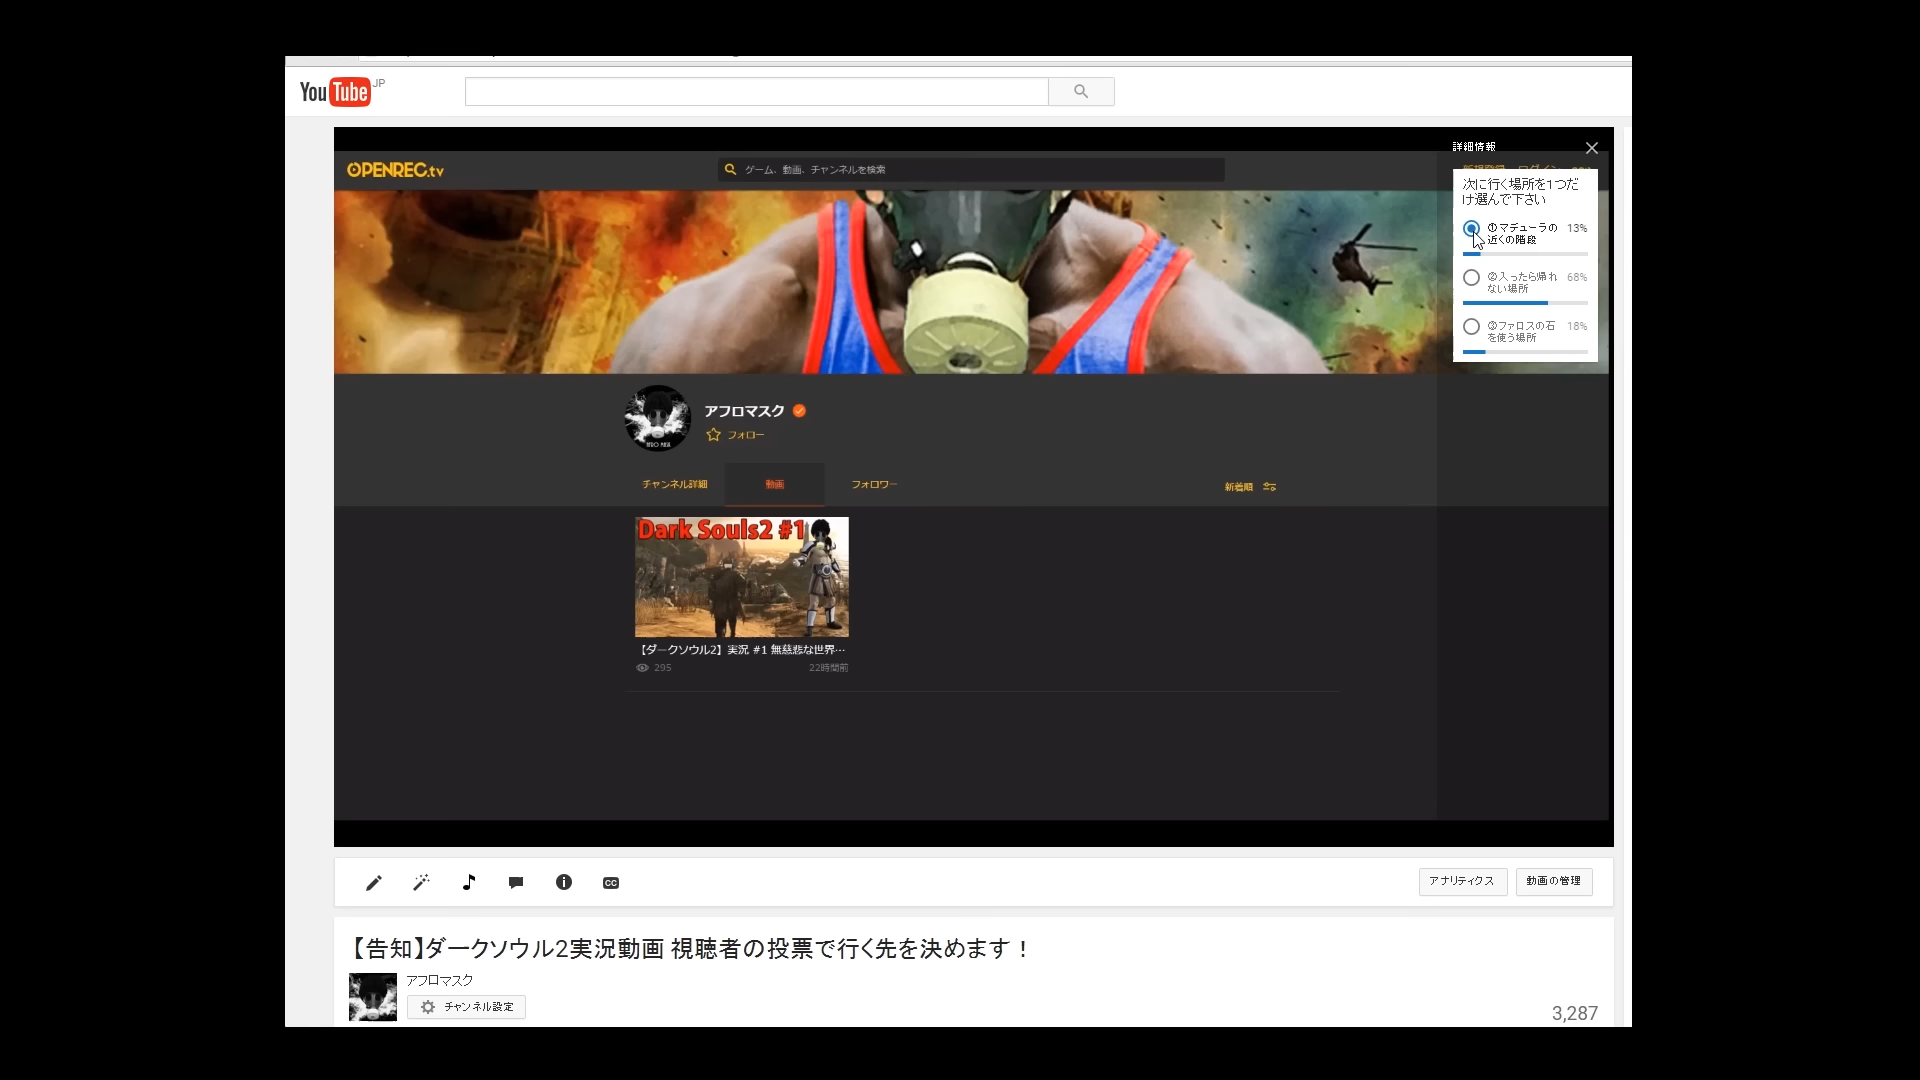 YouTube JP
詳細情報
OPENREC.tv
ゲーム、動画、チャンネルを検索
次に行く場所を1つだ
け選んで下さい
①マデューラの 13%
近くの階段
②入ったら帰れ 68%
ない場所
③ファロスの石 18%
を使う場所
アフロマスク
フォロー
チャンネル詳細 動画 フォロワー 新着順
Dark Souls2 #1
【ダークソウル2】実況 #1 無慈悲な世界…
295 22時間前
アナリティクス 動画の管理
【告知】ダークソウル2実況動画 視聴者の投票で行く先を決めます！
アフロマスク
チャンネル設定
3,287